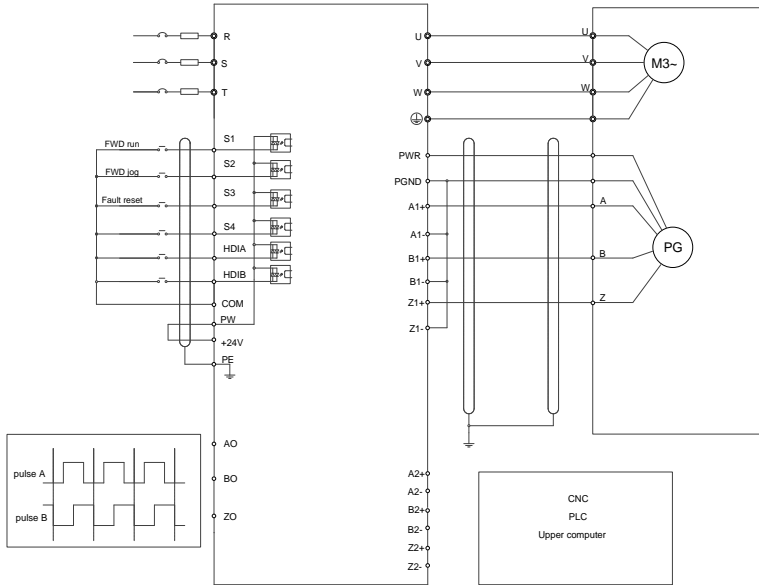 R
S
T
FWD run
FWD jog
Fault reset
S1
S2
S3
S4
HDIA
HDIB
COM
PW
+24V
PE
AO
BO
ZO
pulse A
pulse B
U
V
W
PWR
PGND
A1+
A1-
B1+
B1-
Z1+
Z1-
A2+
A2-
B2+
B2-
Z2+
Z2-
U
V
W
M3~
A
B
Z
PG
CNC
PLC
Upper computer